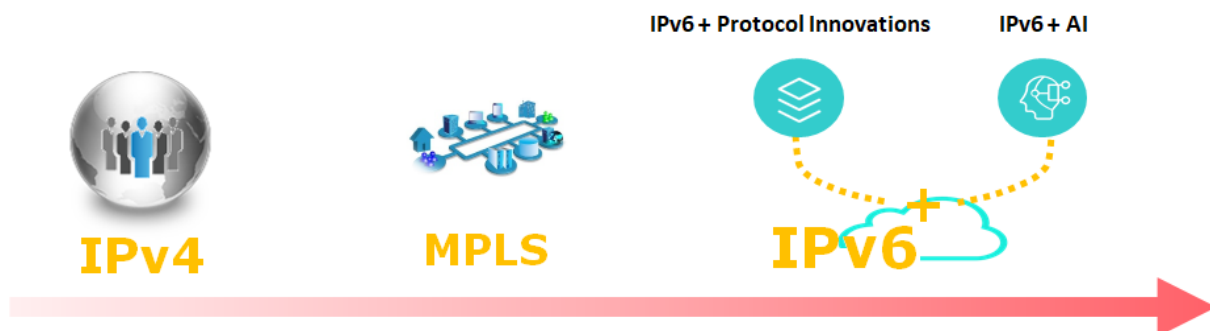 IPv6 + Protocol Innovations
IPv6 + AI
IPv4
MPLS
IPv6+